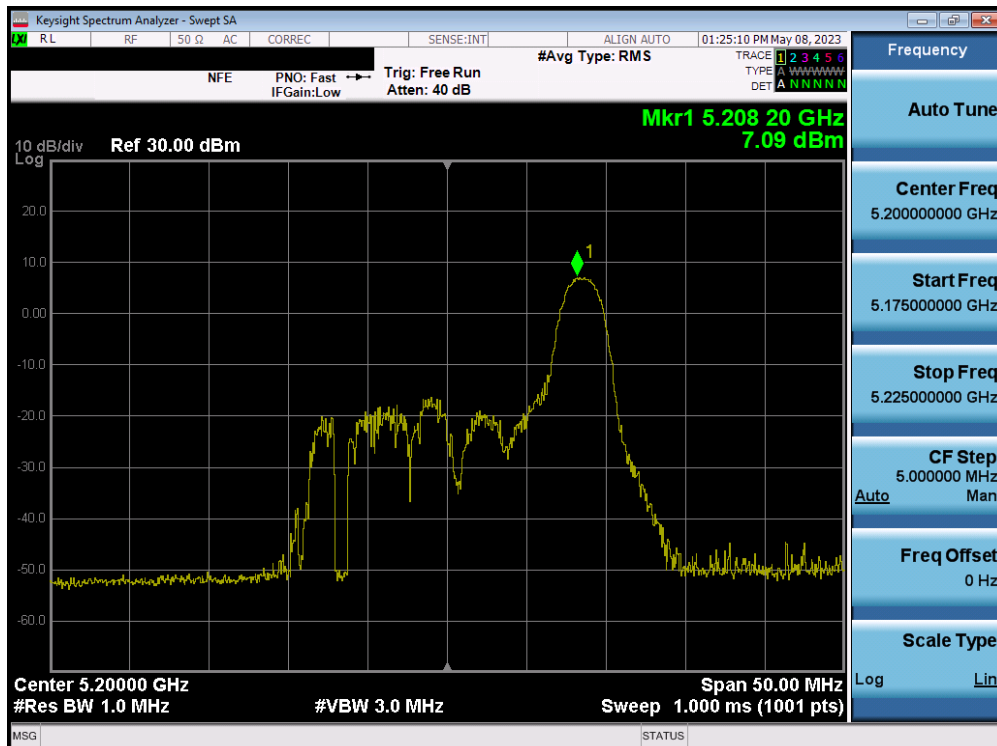 Keysight Spectrum Analyzer - Swept SA
LXI RL RF 50 Ω AC CORREC SENSE:INT ALIGN AUTO 01:25:10 PM May 08, 2023
NFE PNO: Fast Trig: Free Run #Avg Type: RMS TRACE 1 2 3 4 5 6
IFGain:Low Atten: 40 dB TYPE A WWWWW
DET A N N N N N
Mkr1 5.208 20 GHz
7.09 dBm
10 dB/div Ref 30.00 dBm
Log
20.0
10.0
1
0.00
-10.0
-20.0
-30.0
-40.0
-50.0
-60.0
Center 5.20000 GHz Span 50.00 MHz
#Res BW 1.0 MHz #VBW 3.0 MHz Sweep 1.000 ms (1001 pts)
MSG STATUS
Frequency
Auto Tune
Center Freq
5.200000000 GHz
Start Freq
5.175000000 GHz
Stop Freq
5.225000000 GHz
CF Step
5.000000 MHz
Auto Man
Freq Offset
0 Hz
Scale Type
Log Lin